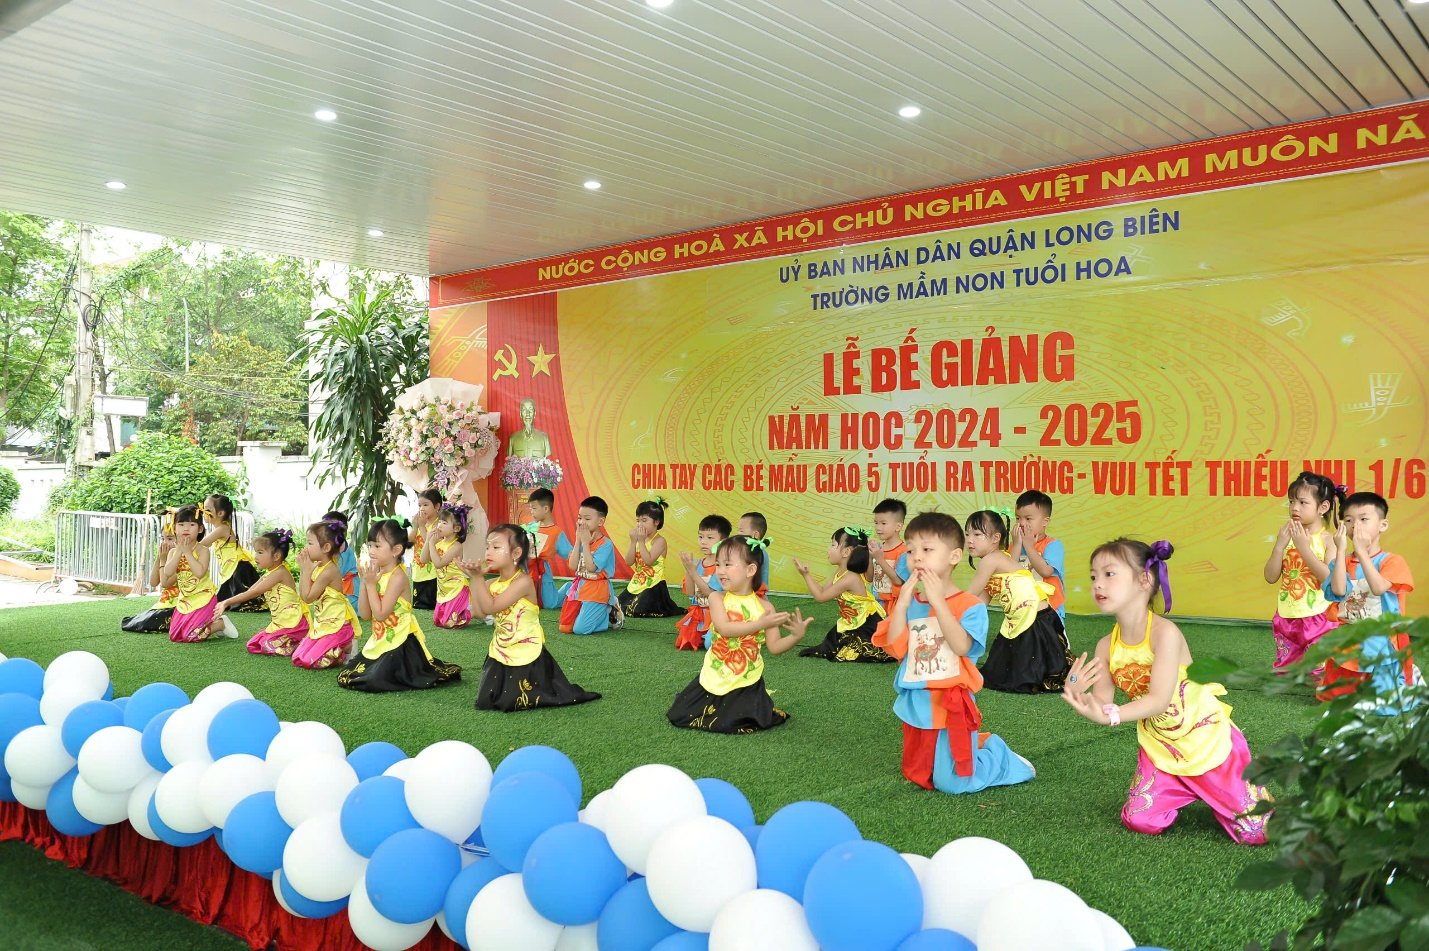 NƯỚC CỘNG HOÀ XÃ HỘI CHỦ NGHĨA VIỆT NAM MUÔN NĂ
UỶ BAN NHÂN DÂN QUẬN LONG BIÊN
TRƯỜNG MẦM NON TUỔI HOA
LỄ BẾ GIẢNG
NĂM HỌC 2024 - 2025
CHIA TAY CÁC BÉ MẪU GIÁO 5 TUỔI RA TRƯỜNG - VUI TẾT THIẾU NHI 1/6